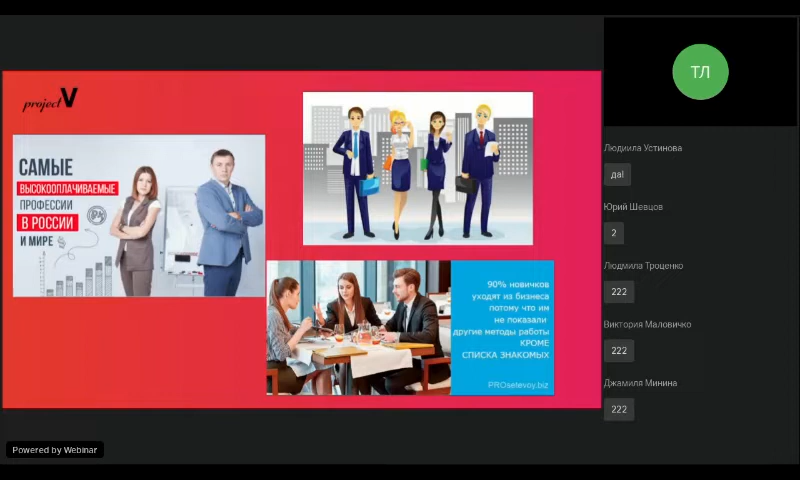 projectV
САМЫЕ
ВЫСОКООПЛАЧИВАЕМЫЕ
ПРОФЕССИИ
В РОССИИ
И МИРЕ
90% новичков
уходят из бизнеса
потому что им
не показали
другие методы работы
КРОМЕ
СПИСКА ЗНАКОМЫХ
PROsetevoy.biz
ТЛ
Людмила Устинова
да!
Юрий Шевцов
2
Людмила Троценко
222
Виктория Маловичко
222
Джамиля Минина
222
Powered by Webinar